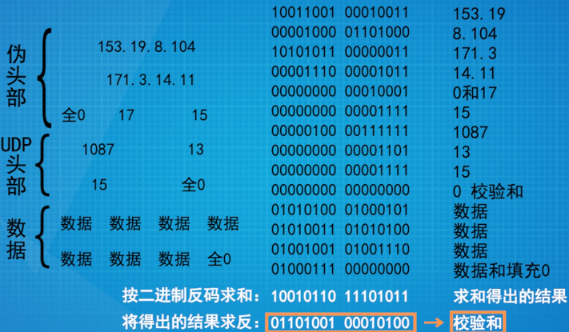 10011001 00010011 153.19
153.19.8.104 00001000 01101000 8.104
10101011 00000011 171.3
伪头部 171.3.14.11 00001110 00001011 14.11
00000000 00010001 0和17
全0 17 15 00000000 00001111 15
00000100 00111111 1087
UDP头部 1087 13 00000000 00001101 13
00000000 00001111 15
15 全0 00000000 00000000 0 校验和
01010100 01000101 数据
数据 数据 数据 数据 数据 01010011 01010100 数据
01001001 01001110 数据
数据 数据 数据 全0 01000111 00000000 数据和填充0
按二进制反码求和：10010110 11101011 求和得出的结果
将得出的结果求反：01101001 00010100 → 校验和